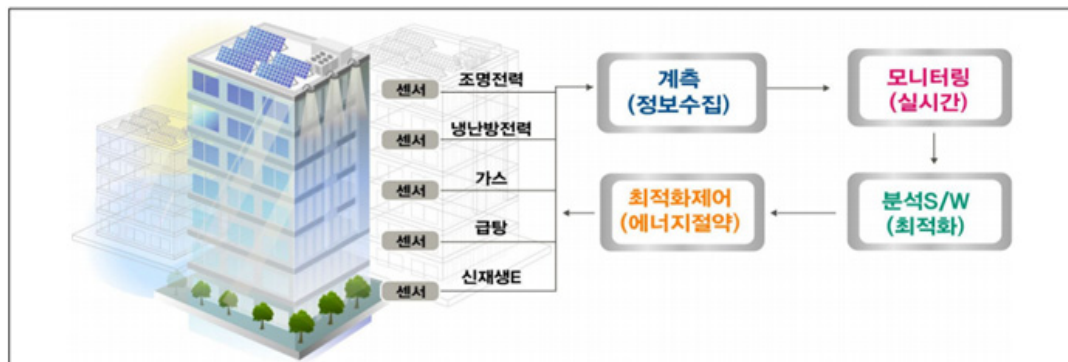 센서
조명전력
센서
냉난방전력
센서
가스
센서
급탕
센서
신재생E
계측
(정보수집)
모니터링
(실시간)
분석S/W
(최적화)
최적화제어
(에너지절약)